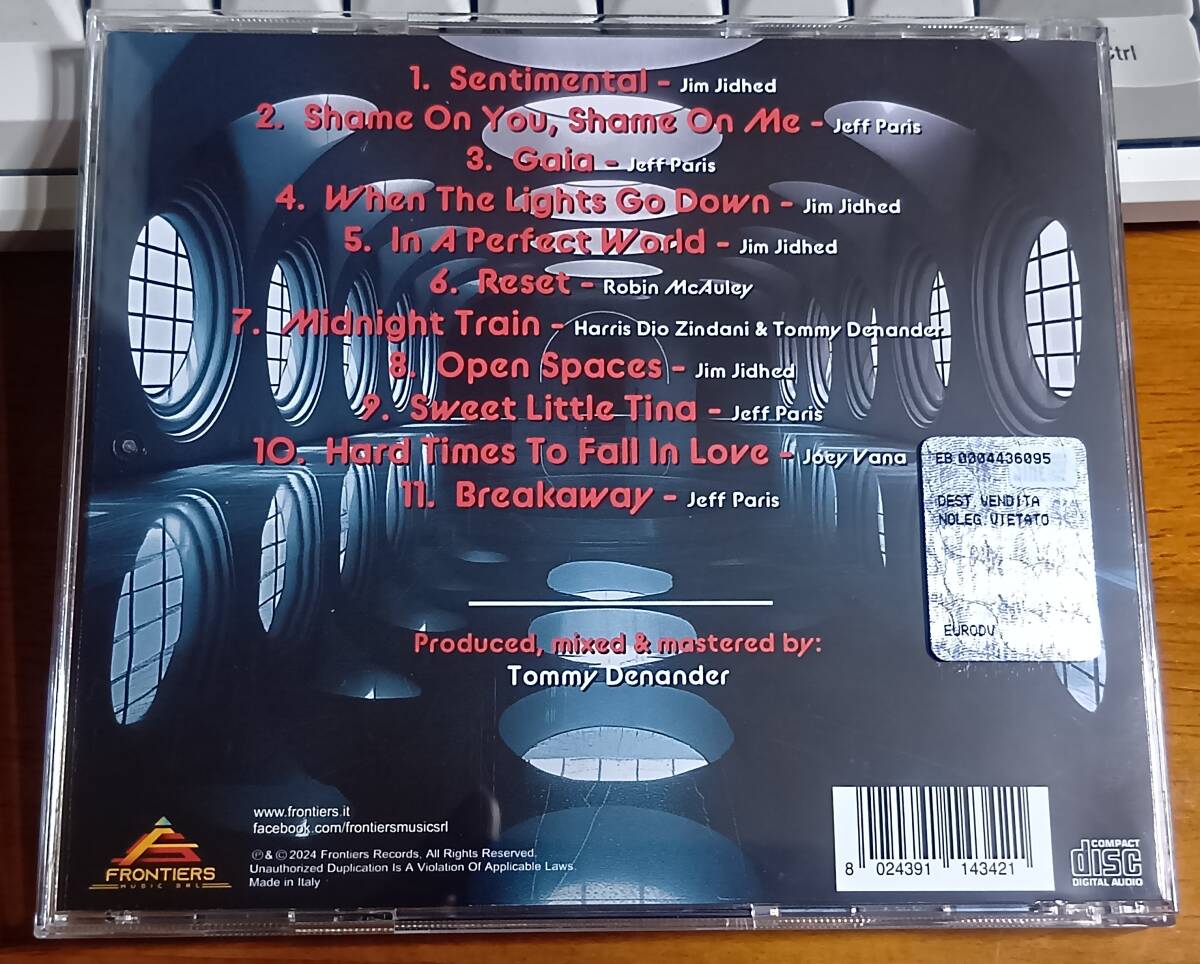 Ctrl
1. Sentimental - Jim Jidhed
2. Shame On You, Shame On Me - Jeff Paris
3. Gaia - Jeff Paris
4. When The Lights Go Down - Jim Jidhed
5. In A Perfect World - Jim Jidhed
6. Reset - Robin McAuley
7. Midnight Train - Harris Dio Zindani & Tommy Denander
8. Open Spaces - Jim Jidhed
9. Sweet Little Tina - Jeff Paris
10. Hard Times To Fall In Love - Joey Vana
11. Breakaway - Jeff Paris
EB 0004436095
DEST VENDITA
NOLEG.VIETATO
EURODV
Produced, mixed & mastered by:
Tommy Denander
www.frontiers.it
facebook.com/frontiersmusicsrl
℗ & © 2024 Frontiers Records. All Rights Reserved.
Unauthorized Duplication Is A Violation Of Applicable Laws.
Made in Italy
FRONTIERS
MUSIC SRL
8 024391 143421
COMPACT
disc
DIGITAL AUDIO